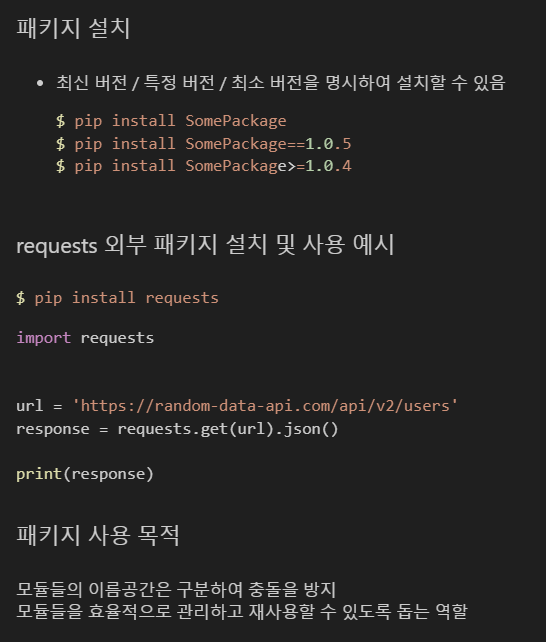 패키지 설치
• 최신 버전 / 특정 버전 / 최소 버전을 명시하여 설치할 수 있음
$ pip install SomePackage
$ pip install SomePackage==1.0.5
$ pip install SomePackage>=1.0.4
requests 외부 패키지 설치 및 사용 예시
$ pip install requests
import requests
url = 'https://random-data-api.com/api/v2/users'
response = requests.get(url).json()
print(response)
패키지 사용 목적
모듈들의 이름공간은 구분하여 충돌을 방지
모듈들을 효율적으로 관리하고 재사용할 수 있도록 돕는 역할